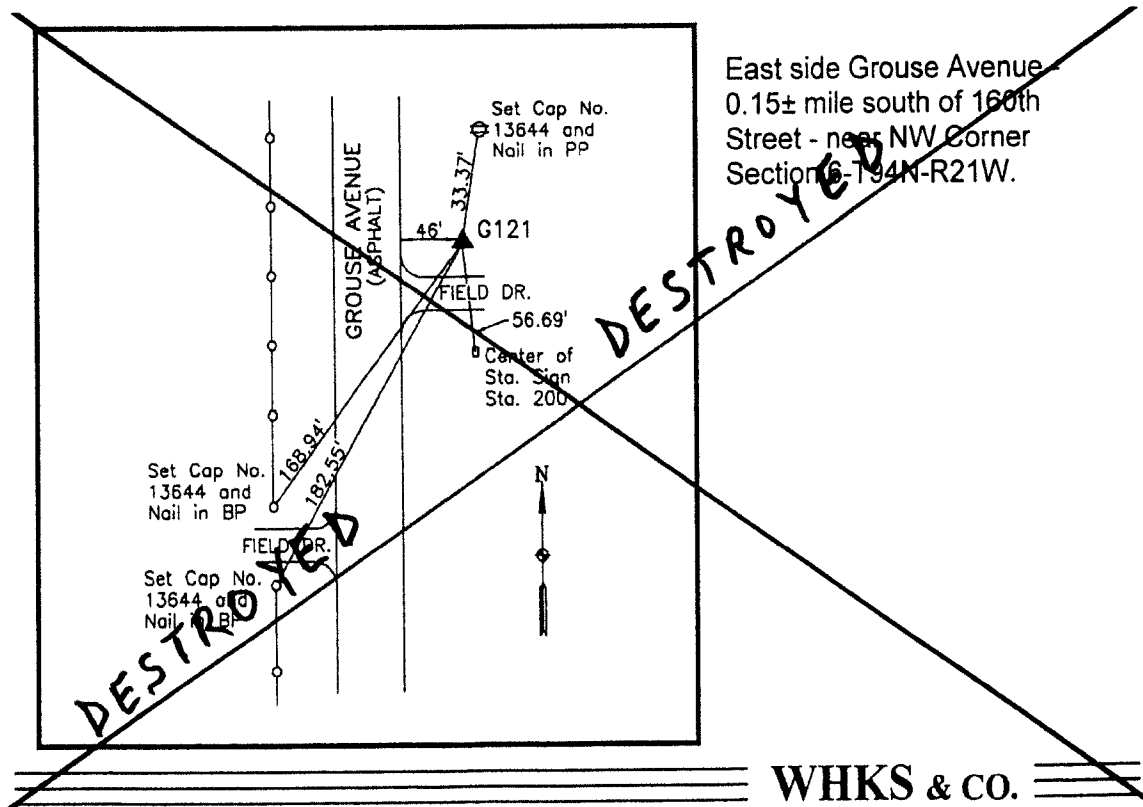 Set Cap No.
13644 and
Nail in PP
East side Grouse Avenue -
0.15± mile south of 160th
Street - near NW Corner
Section 6-T94N-R21W.
GROUSE AVENUE
(ASPHALT)
33.37'
46'
G121
FIELD DR.
56.69'
Center of
Sta. Sign
Sta. 200
DESTROYED
168.94'
182.55'
Set Cap No.
13644 and
Nail in BP
N
FIELD DR.
Set Cap No.
13644 and
Nail in BP
DESTROYED
WHKS & CO.